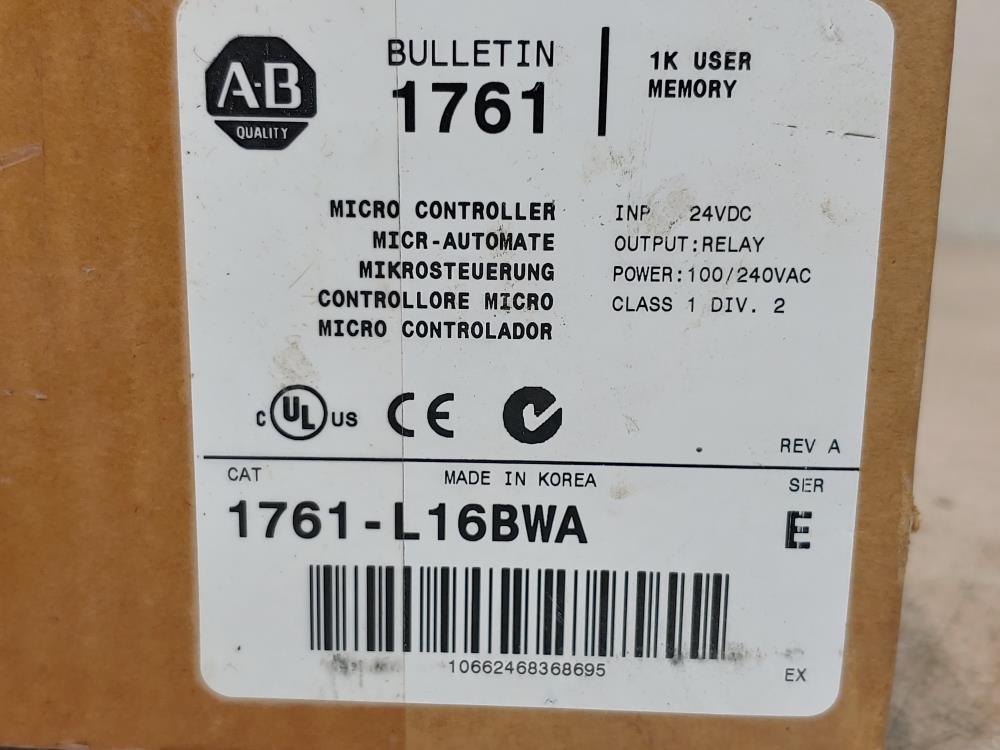 A-B
QUALITY
BULLETIN
1761
1K USER
MEMORY
MICRO CONTROLLER
MICR-AUTOMATE
MIKROSTEUERUNG
CONTROLLORE MICRO
MICRO CONTROLADOR
INP 24VDC
OUTPUT:RELAY
POWER:100/240VAC
CLASS 1 DIV. 2
C UL US
CE
REV A
CAT
MADE IN KOREA
SER
1761-L16BWA
E
10662468368695
EX